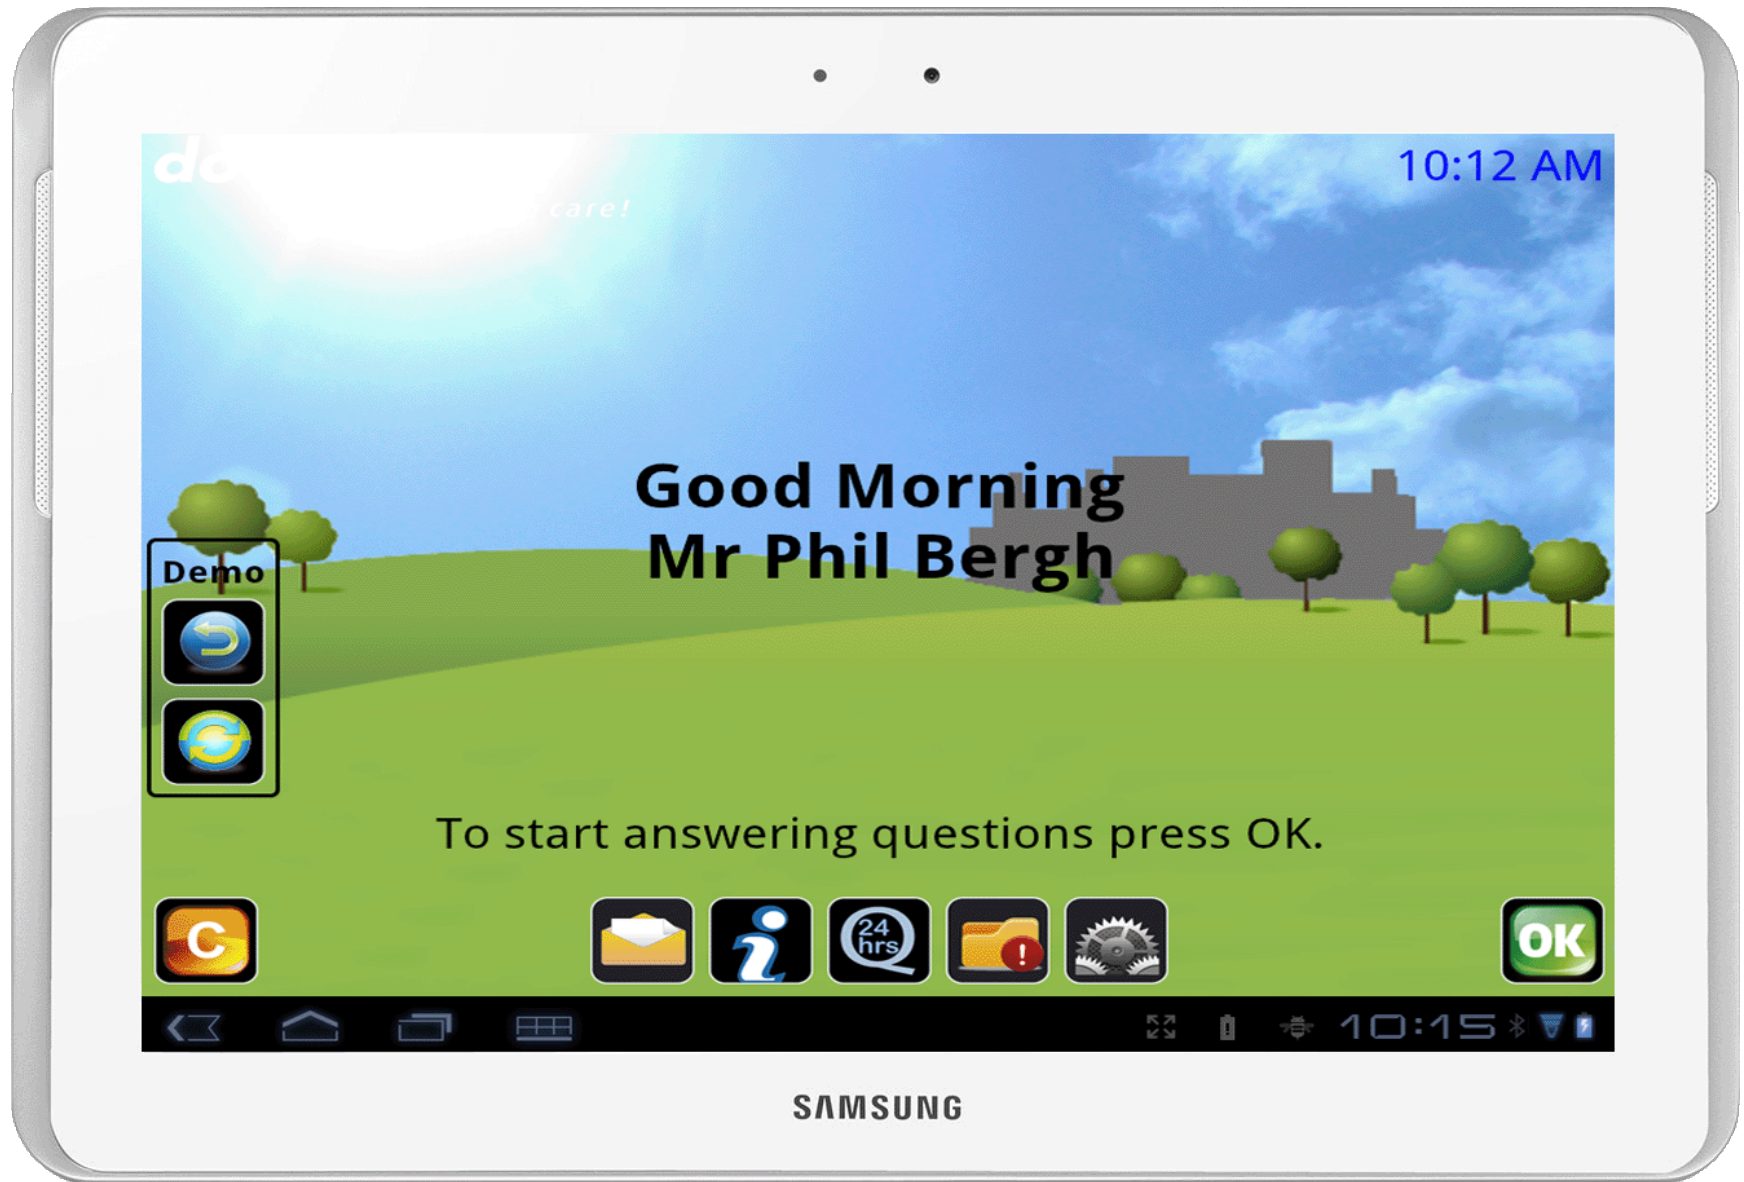 10:12 AM
care!
Good Morning
Mr Phil Bergh
Demo
To start answering questions press OK.
C
i
24
hrs
!
OK
10:15
SAMSUNG